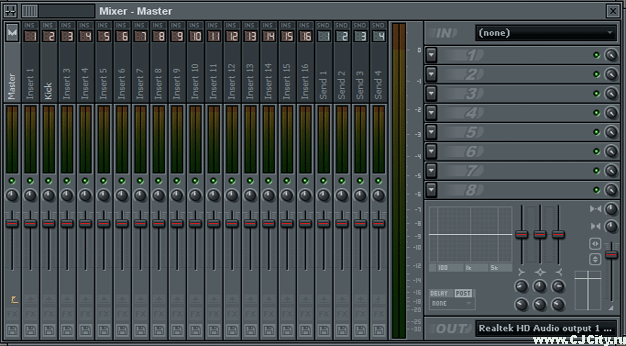 Mixer - Master
INS INS INS INS INS INS INS INS INS INS INS INS INS INS INS INS SND SND SND SND
M 1 2 3 4 5 6 7 8 9 10 11 12 13 14 15 16 1 2 3 4
Master
Insert 1
Kick
Insert 3
Insert 4
Insert 5
Insert 6
Insert 7
Insert 8
Insert 9
Insert 10
Insert 11
Insert 12
Insert 13
Insert 14
Insert 15
Insert 16
Send 1
Send 2
Send 3
Send 4
IN (none)
1
2
3
4
5
6
7
8
100 1k 5k
DELAY POST
NONE
OUT Realtek HD Audio output 1 ...
www.CJCity.ru